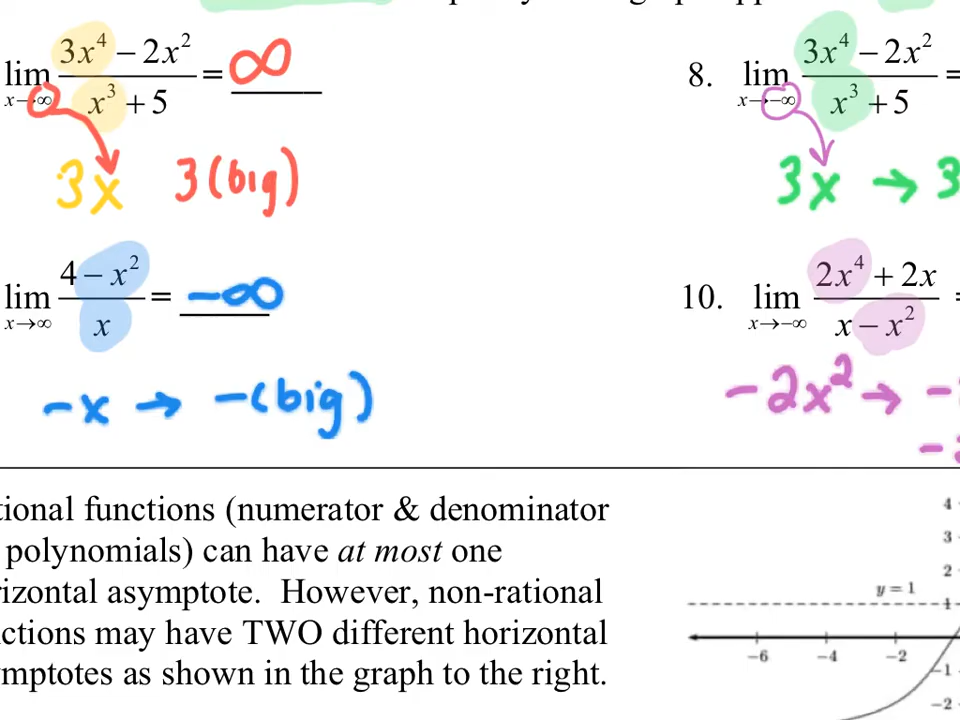 lim x→∞ (3x⁴ − 2x²)/(x³ + 5) = ∞
3x 3(big)
8. lim x→−∞ (3x⁴ − 2x²)/(x³ + 5) =
3x → 3
lim x→∞ (4 − x²)/x = −∞
−x → −(big)
10. lim x→−∞ (2x⁴ + 2x)/(x − x²) =
−2x² → −
tional functions (numerator & denominator
polynomials) can have at most one
rizontal asymptote. However, non-rational
nctions may have TWO different horizontal
ymptotes as shown in the graph to the right.
4
3
2
y = 1
1
−6 −4 −2
−1
−2